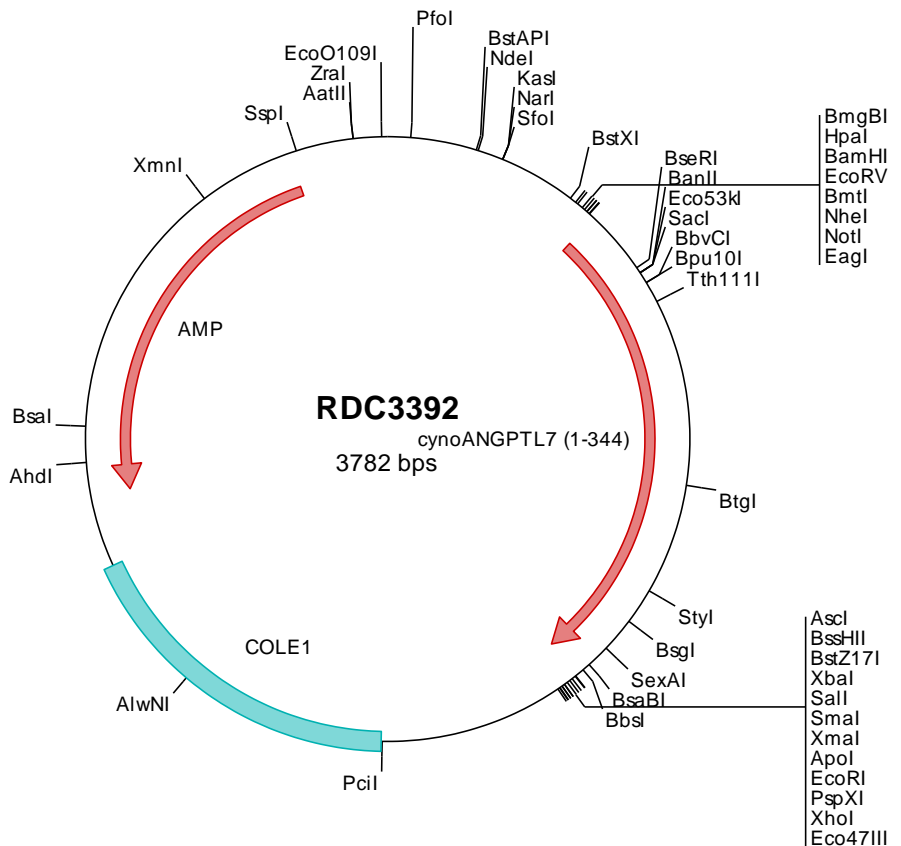 PfoI
EcoO109I
ZraI
AatII
SspI
XmnI
BstAPI
NdeI
KasI
NarI
SfoI
BstXI
BmgBI
HpaI
BamHI
EcoRV
BmtI
NheI
NotI
EagI
BseRI
BanII
Eco53kI
SacI
BbvCI
Bpu10I
Tth111I
AMP
RDC3392
cynoANGPTL7 (1-344)
3782 bps
BsaI
AhdI
BtgI
StyI
BsgI
SexAI
BsaBI
BbsI
COLE1
AlwNI
PciI
AscI
BssHII
BstZ17I
XbaI
SalI
SmaI
XmaI
ApoI
EcoRI
PspXI
XhoI
Eco47III